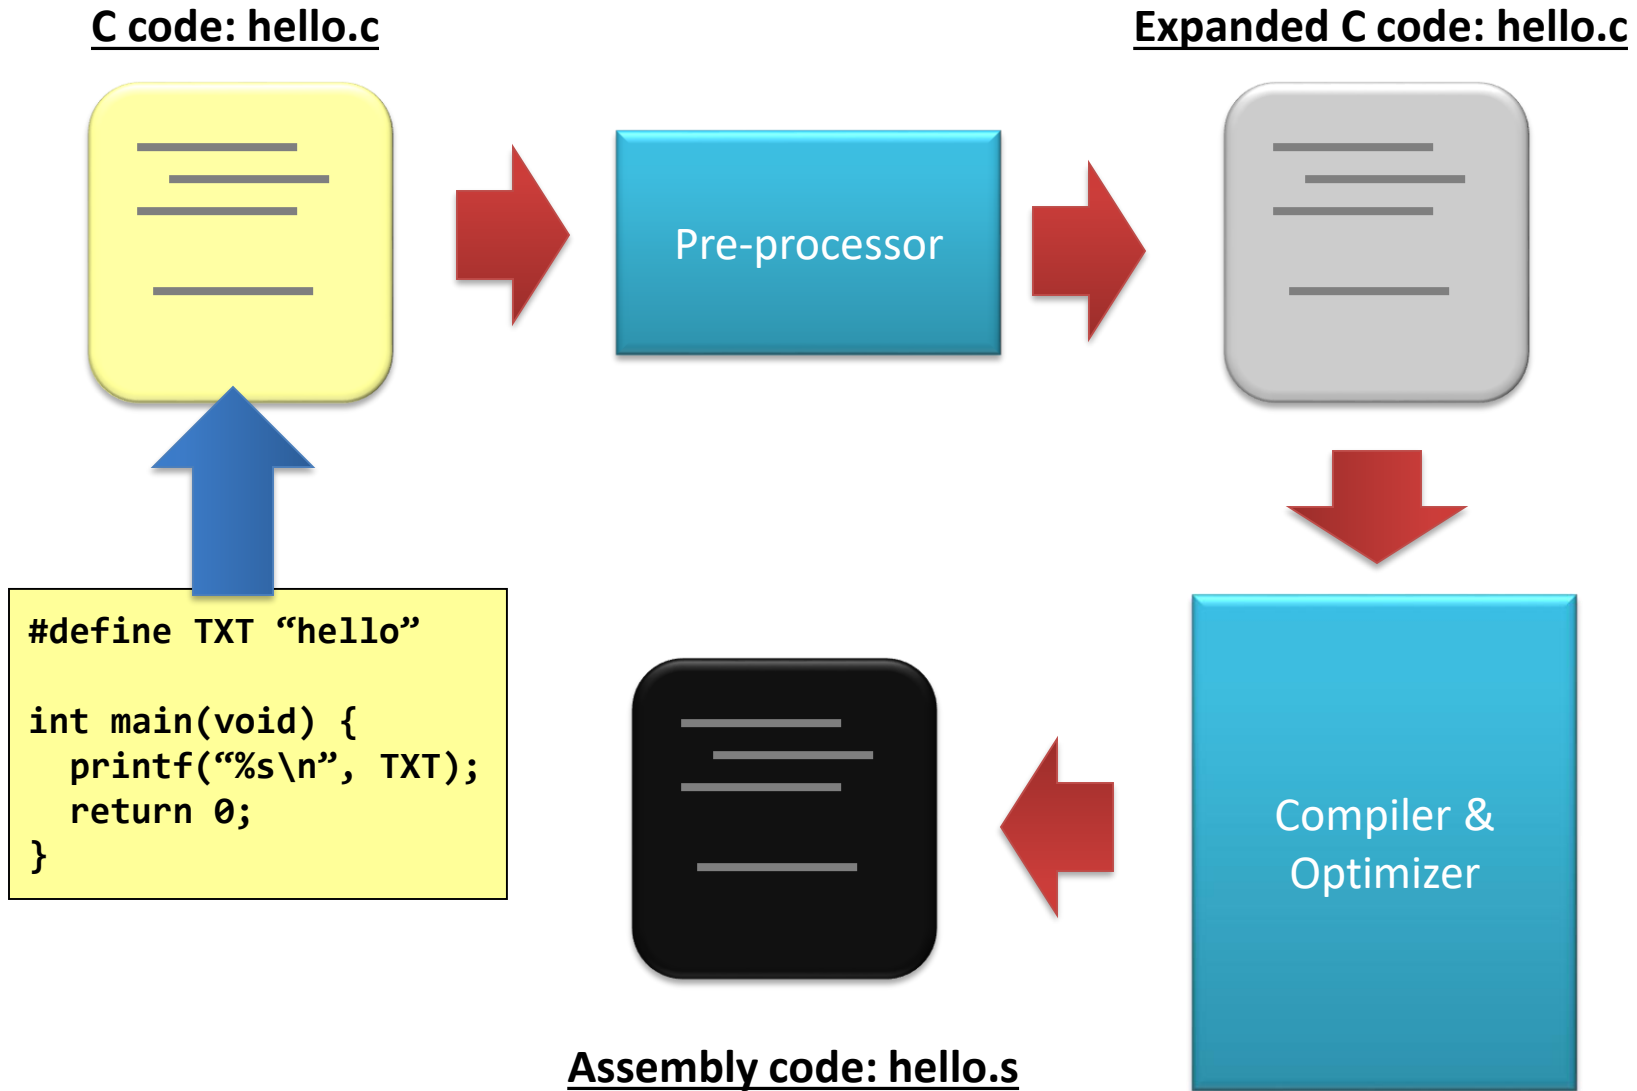 C code: hello.c
Expanded C code: hello.c
Pre-processor
#define TXT “hello”
int main(void) {
  printf(“%s\n”, TXT);
  return 0;
}
Compiler &
Optimizer
Assembly code: hello.s